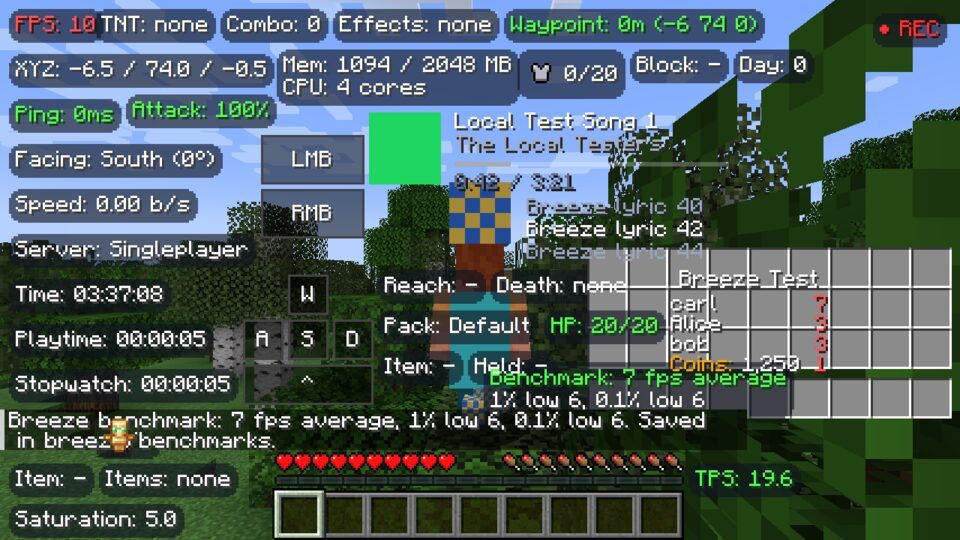 FPS: 10 TNT: none Combo: 0 Effects: none Waypoint: 0m (-6 74 0) REC
XYZ: -6.5 / 74.0 / -0.5 Mem: 1094 / 2048 MB 0/20 Block: - Day: 0
CPU: 4 cores
Ping: 0ms Attack: 100%
Local Test Song 1
The Local Testers
Facing: South (0°) LMB
0:42 / 3:21
Speed: 0.00 b/s RMB
Breeze lyric 40
Breeze lyric 42
Breeze lyric 44
Server: Singleplayer
Reach: - Death: none
Breeze Test
Time: 03:37:08 W
carl 7
Pack: Default HP: 20/20
Alice 3
Playtime: 00:00:05 A S D
bob 3
Item: - Held: -
Coins: 1,250 1
Stopwatch: 00:00:05 ^
Benchmark: 7 fps average
1% low 6, 0.1% low 6
Breeze benchmark: 7 fps average, 1% low 6, 0.1% low 6. Saved
in breeze/benchmarks.
Item: - Items: none TPS: 19.6
Saturation: 5.0